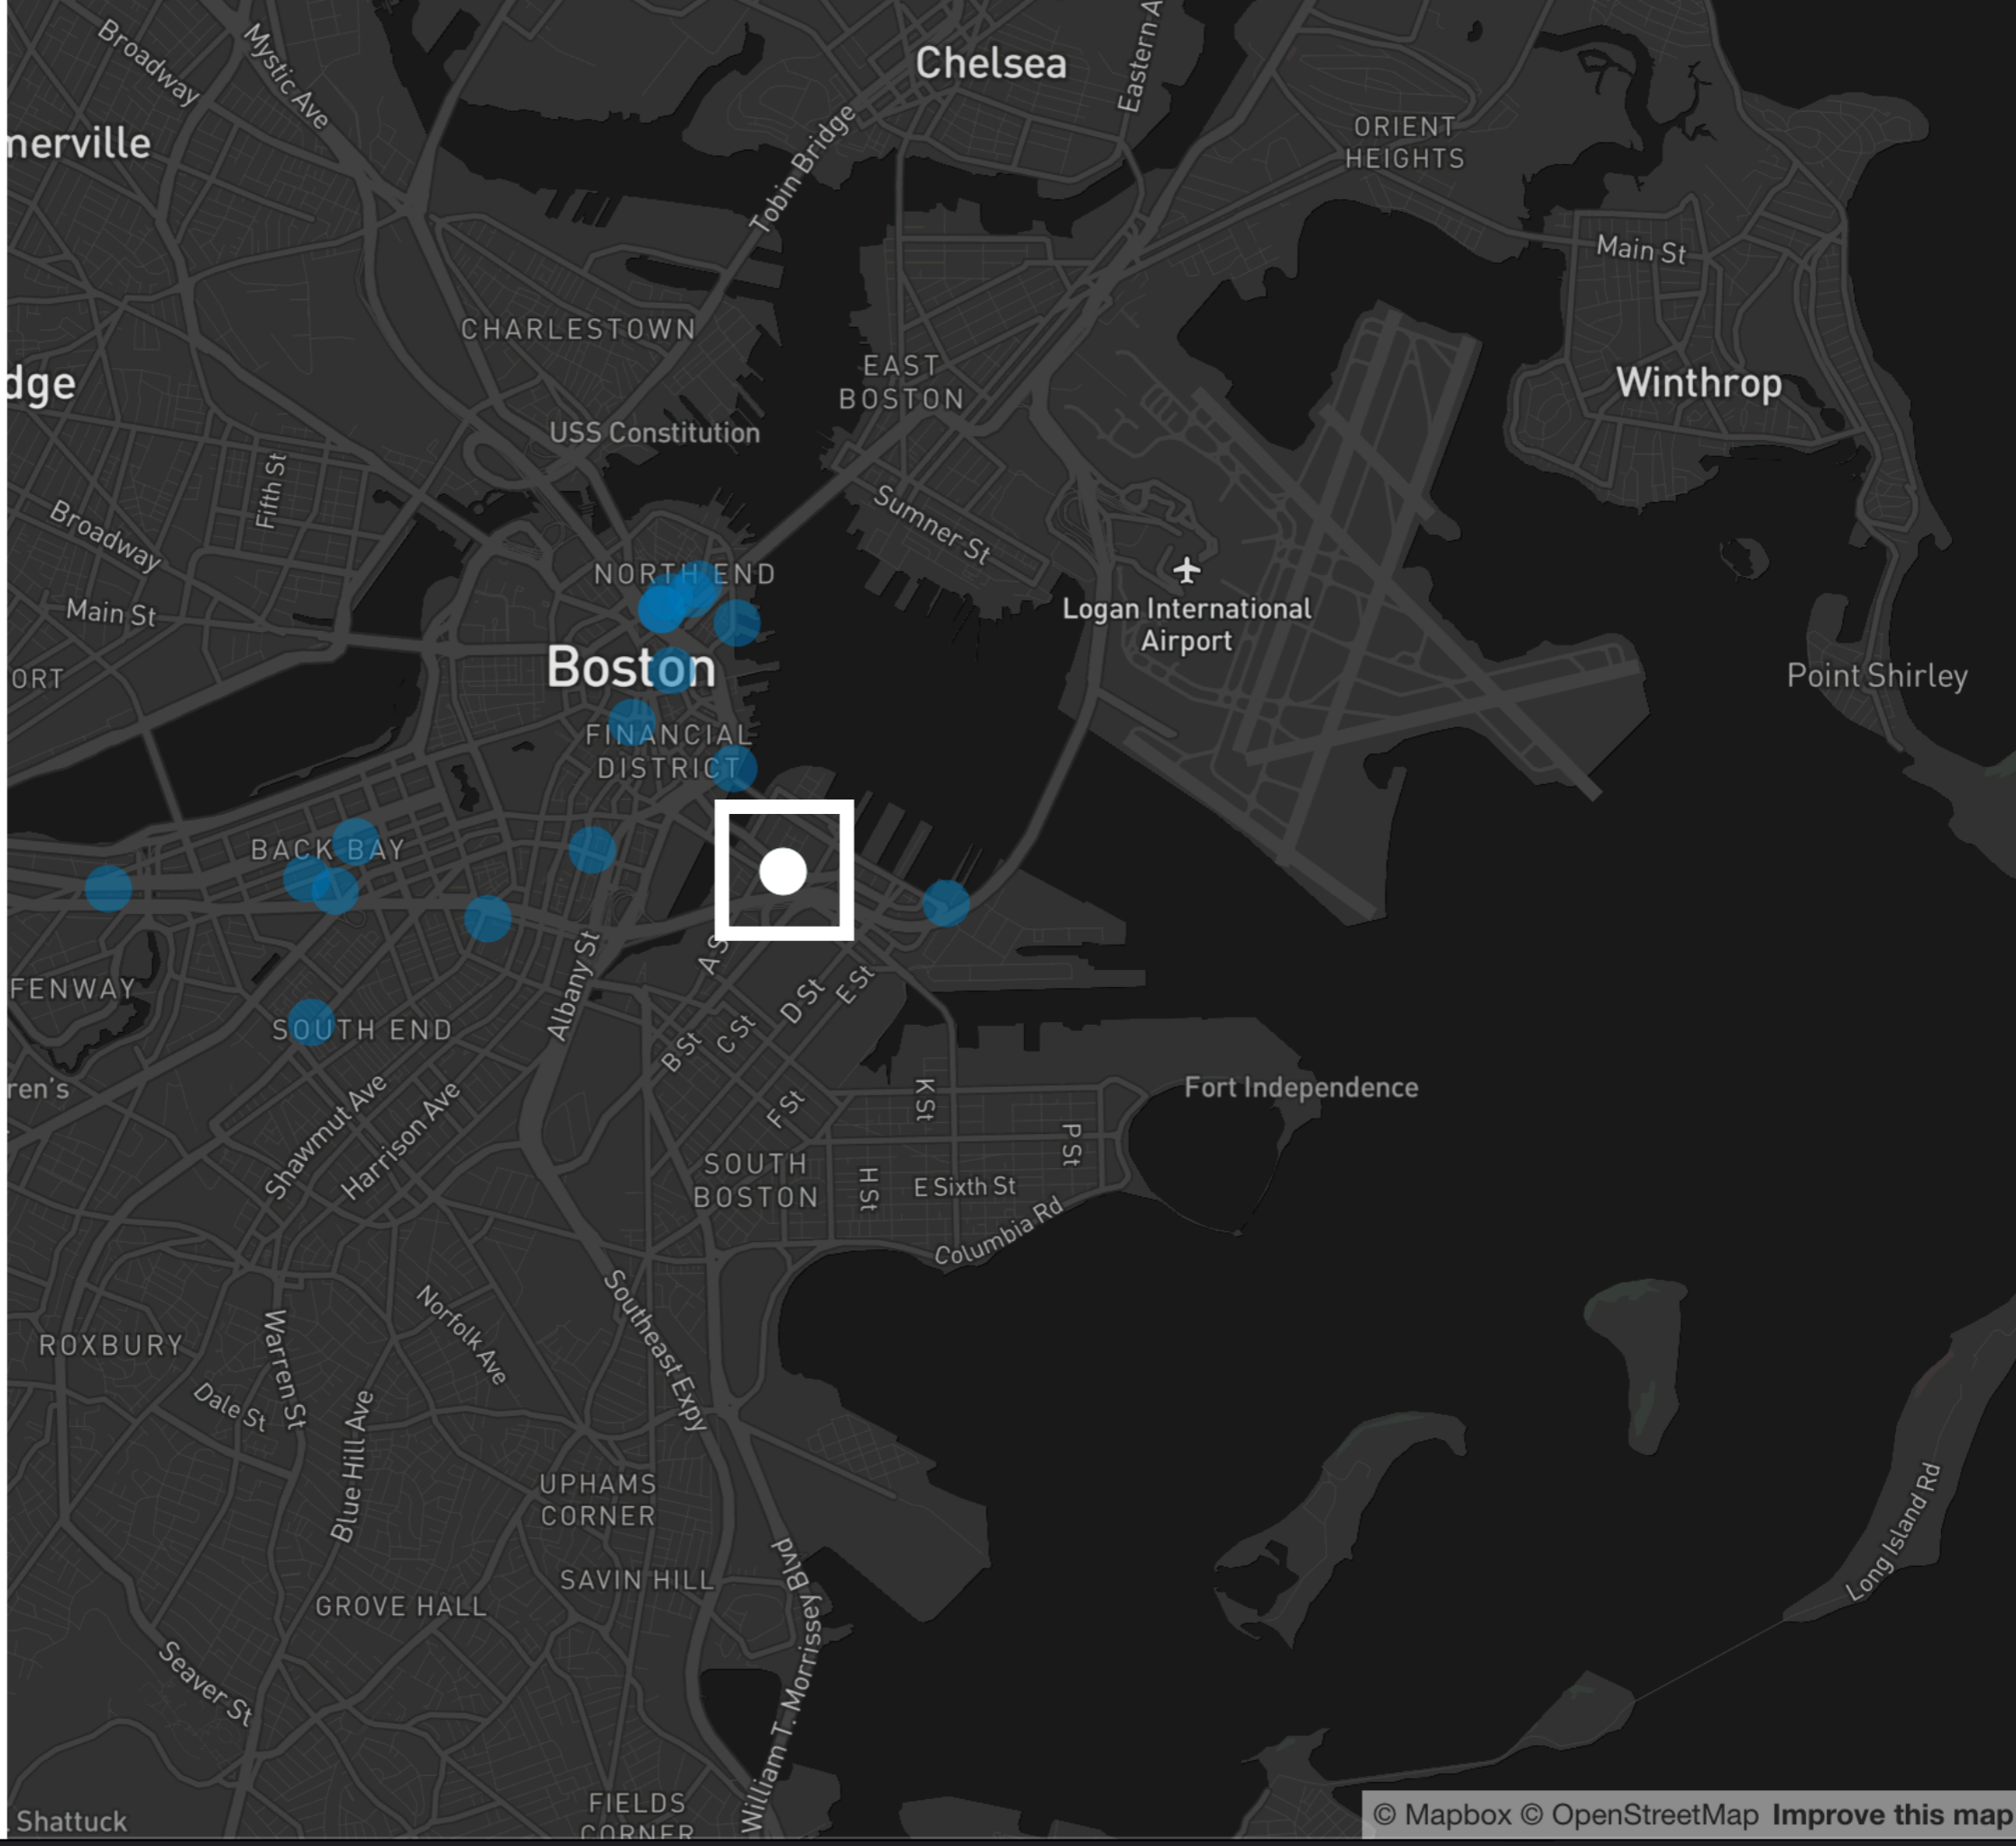 Broadway
Mystic Ave
Chelsea
Eastern A
merville
Tobin Bridge
ORIENT
HEIGHTS
Main St
CHARLESTOWN
EAST
BOSTON
dge
Winthrop
USS Constitution
Fifth St
Broadway
Sumner St
NORTH END
Main St
Logan International
Airport
Boston
ORT
Point Shirley
FINANCIAL
DISTRICT
BACK BAY
A S
Albany St
FENWAY
D St
E St
SOUTH END
B St
C St
ren's
Fort Independence
K St
F St
Shawmut Ave
Harrison Ave
P St
SOUTH
BOSTON
H St
E Sixth St
Columbia Rd
Southeast Expy
Norfolk Ave
Warren St
ROXBURY
Dale St
Blue Hill Ave
UPHAMS
CORNER
Long Island Rd
SAVIN HILL
William T. Morrissey Blvd
GROVE HALL
Seaver St
FIELDS
CORNER
. Shattuck
© Mapbox © OpenStreetMap Improve this map